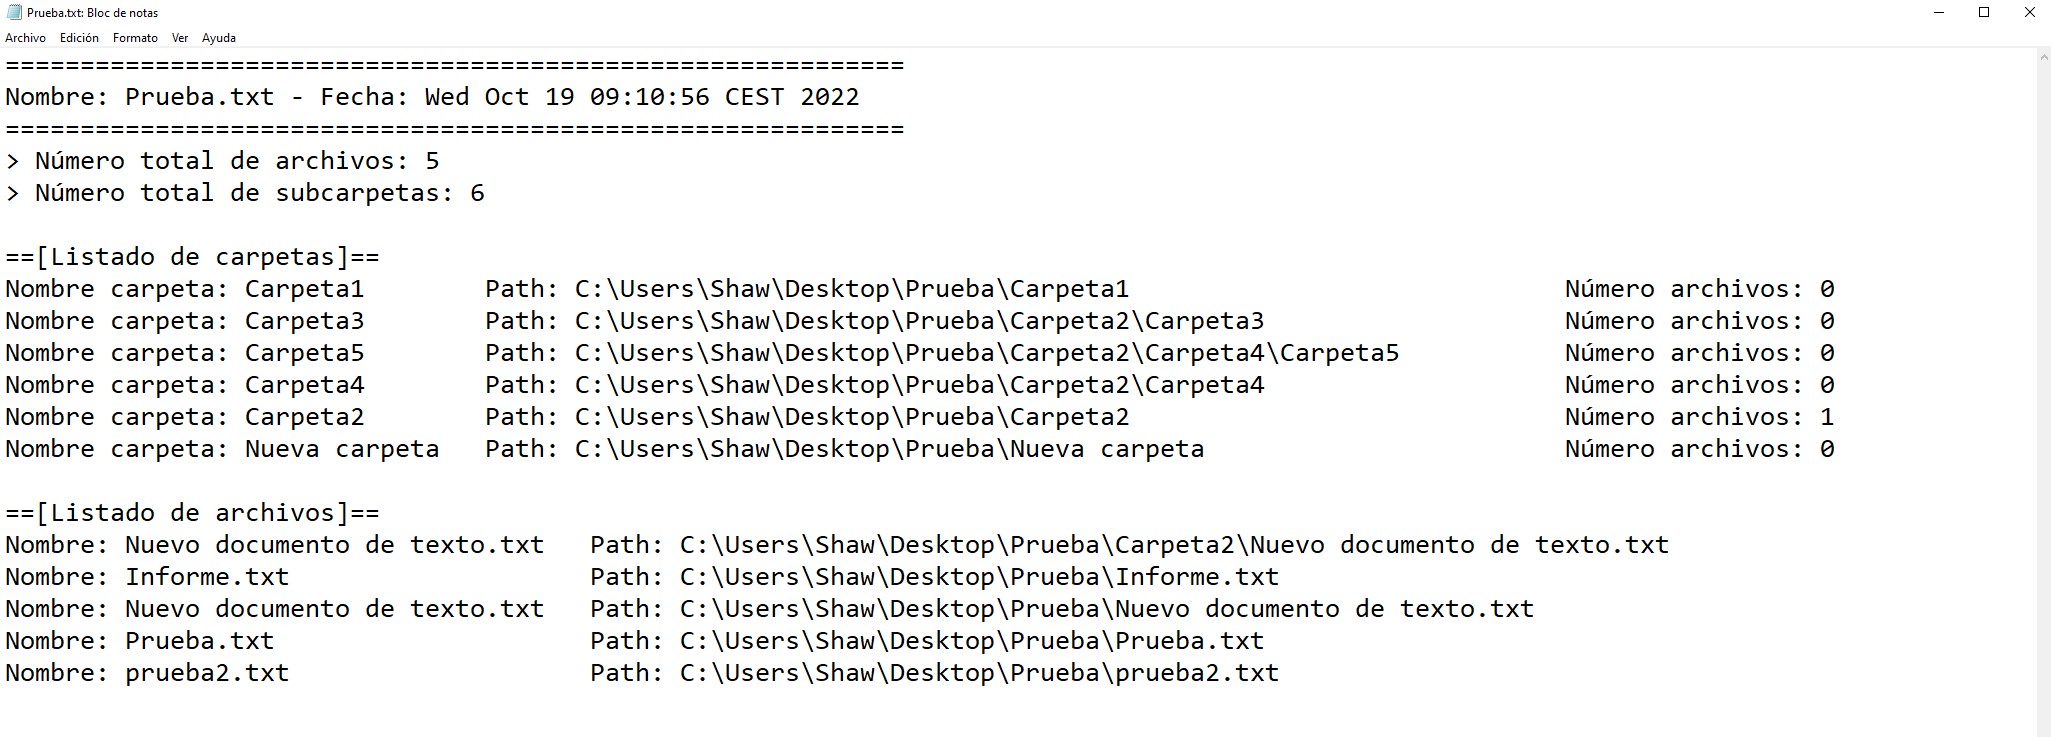 Prueba.txt: Bloc de notas
Archivo Edición Formato Ver Ayuda
============================================================
Nombre: Prueba.txt - Fecha: Wed Oct 19 09:10:56 CEST 2022
============================================================
> Número total de archivos: 5
> Número total de subcarpetas: 6

==[Listado de carpetas]==
Nombre carpeta: Carpeta1        Path: C:\Users\Shaw\Desktop\Prueba\Carpeta1                             Número archivos: 0
Nombre carpeta: Carpeta3        Path: C:\Users\Shaw\Desktop\Prueba\Carpeta2\Carpeta3                    Número archivos: 0
Nombre carpeta: Carpeta5        Path: C:\Users\Shaw\Desktop\Prueba\Carpeta2\Carpeta4\Carpeta5           Número archivos: 0
Nombre carpeta: Carpeta4        Path: C:\Users\Shaw\Desktop\Prueba\Carpeta2\Carpeta4                    Número archivos: 0
Nombre carpeta: Carpeta2        Path: C:\Users\Shaw\Desktop\Prueba\Carpeta2                             Número archivos: 1
Nombre carpeta: Nueva carpeta   Path: C:\Users\Shaw\Desktop\Prueba\Nueva carpeta                        Número archivos: 0

==[Listado de archivos]==
Nombre: Nuevo documento de texto.txt   Path: C:\Users\Shaw\Desktop\Prueba\Carpeta2\Nuevo documento de texto.txt
Nombre: Informe.txt                    Path: C:\Users\Shaw\Desktop\Prueba\Informe.txt
Nombre: Nuevo documento de texto.txt   Path: C:\Users\Shaw\Desktop\Prueba\Nuevo documento de texto.txt
Nombre: Prueba.txt                     Path: C:\Users\Shaw\Desktop\Prueba\Prueba.txt
Nombre: prueba2.txt                    Path: C:\Users\Shaw\Desktop\Prueba\prueba2.txt